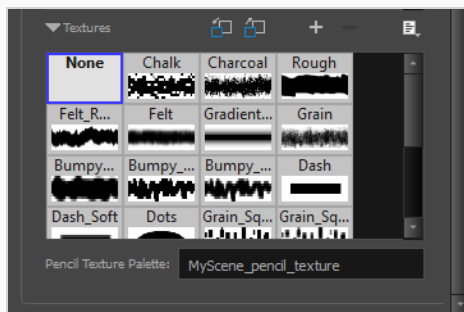 Textures
None Chalk Charcoal Rough
Felt_R... Felt Gradient... Grain
Bumpy... Bumpy_... Bumpy_... Dash
Dash_Soft Dots Grain_Sq... Grain_Sq...
Pencil Texture Palette: MyScene_pencil_texture